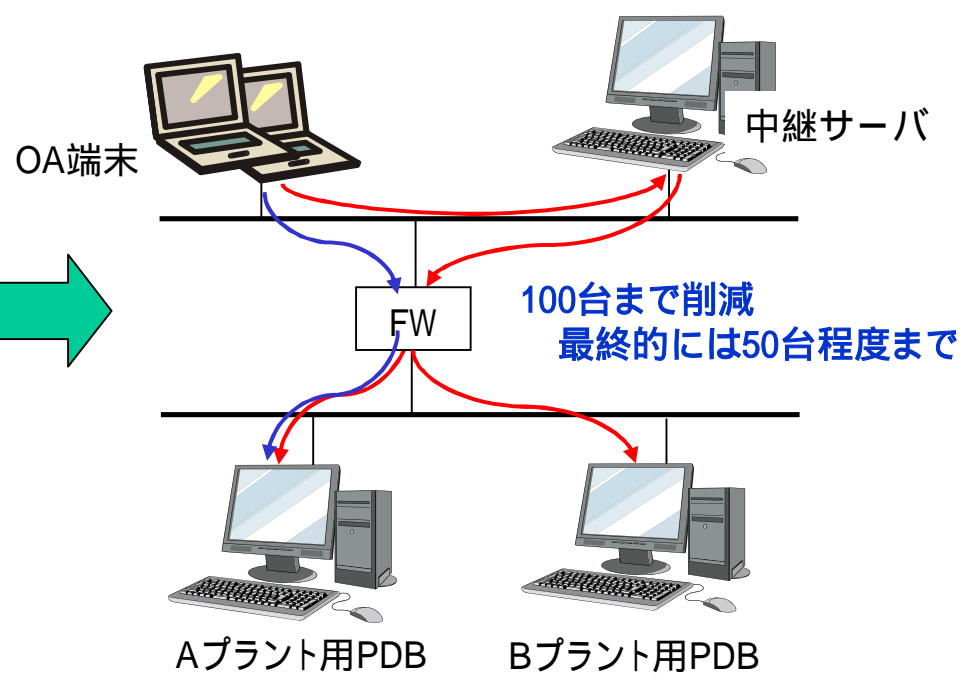 OA端末
中継サーバ
FW
100台まで削減
最終的には50台程度まで
Aプラント用PDB
Bプラント用PDB